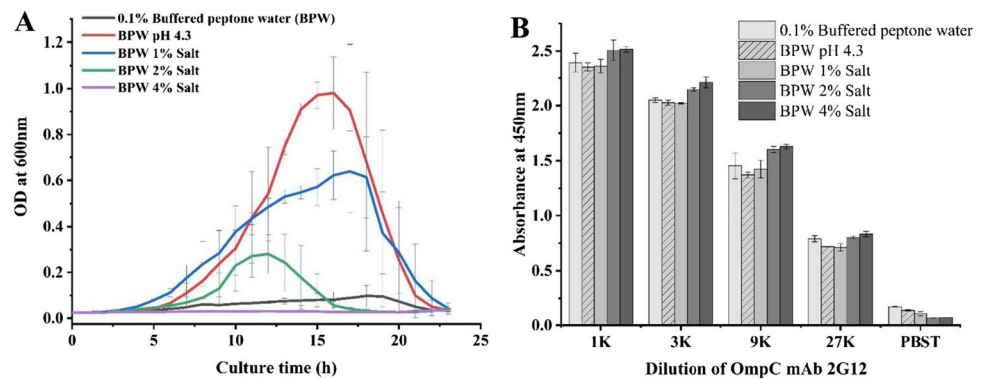 A
0.1% Buffered peptone water (BPW)
BPW pH 4.3
BPW 1% Salt
BPW 2% Salt
BPW 4% Salt
OD at 600nm
1.2
1.0
0.8
0.6
0.4
0.2
0.0
0 5 10 15 20 25
Culture time (h)
B
0.1% Buffered peptone water
BPW pH 4.3
BPW 1% Salt
BPW 2% Salt
BPW 4% Salt
Absorbance at 450nm
2.5
2.0
1.5
1.0
0.5
0.0
1K 3K 9K 27K PBST
Dilution of OmpC mAb 2G12